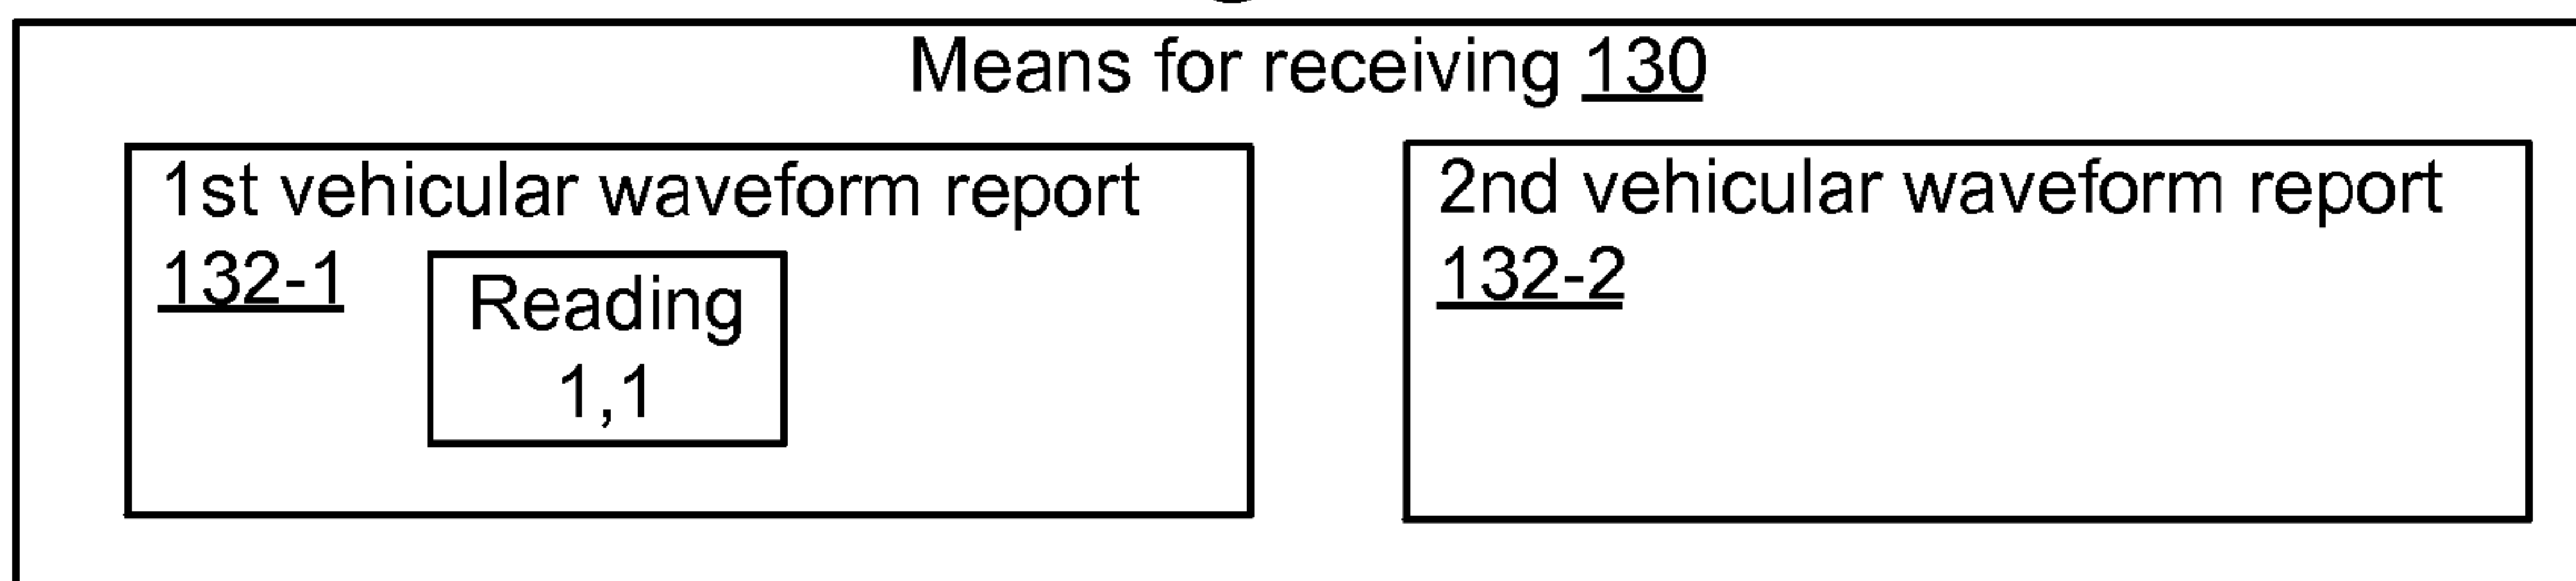 Means for receiving 130
1st vehicular waveform report
132-1
Reading
1,1
2nd vehicular waveform report
132-2